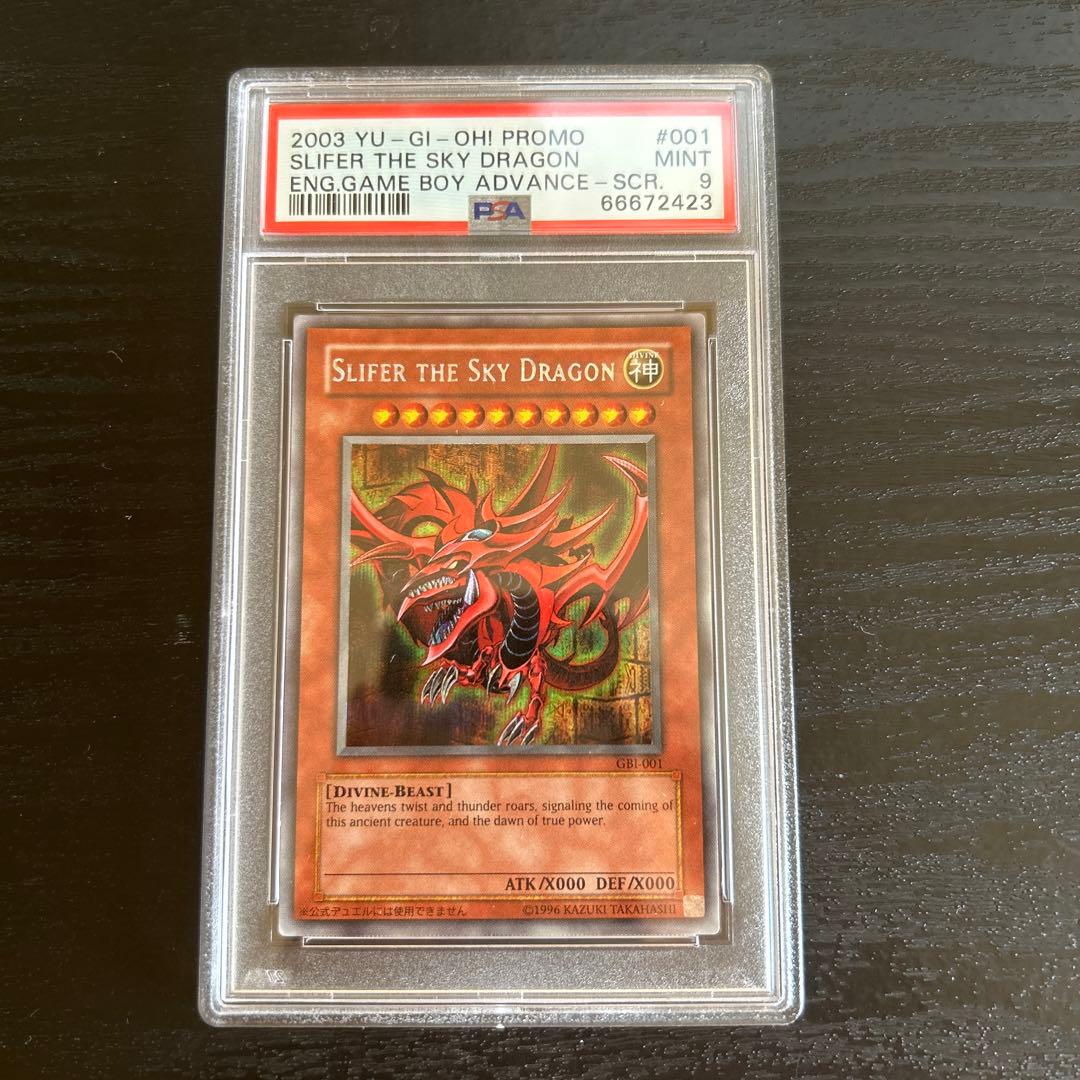 2003 YU-GI-OH! PROMO #001
SLIFER THE SKY DRAGON MINT
ENG.GAME BOY ADVANCE-SCR. 9
PSA 66672423
SLIFER THE SKY DRAGON DIVINE 神
GBI-001
[DIVINE-BEAST]
The heavens twist and thunder roars, signaling the coming of
this ancient creature, and the dawn of true power.
ATK/X000 DEF/X000
※公式デュエルには使用できません ©1996 KAZUKI TAKAHASHI